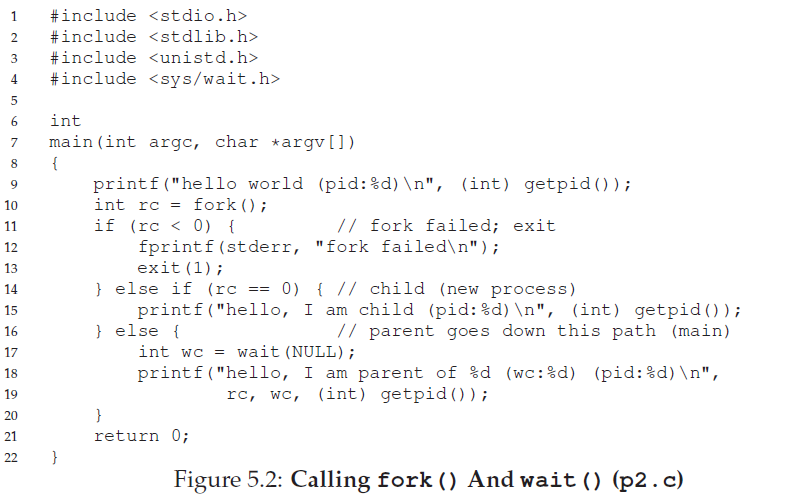 1 #include <stdio.h>
2 #include <stdlib.h>
3 #include <unistd.h>
4 #include <sys/wait.h>
5
6 int
7 main(int argc, char *argv[])
8 {
9     printf("hello world (pid:%d)\n", (int) getpid());
10     int rc = fork();
11     if (rc < 0) {         // fork failed; exit
12         fprintf(stderr, "fork failed\n");
13         exit(1);
14     } else if (rc == 0) { // child (new process)
15         printf("hello, I am child (pid:%d)\n", (int) getpid());
16     } else {              // parent goes down this path (main)
17         int wc = wait(NULL);
18         printf("hello, I am parent of %d (wc:%d) (pid:%d)\n",
19                 rc, wc, (int) getpid());
20     }
21     return 0;
22 }
Figure 5.2: Calling fork() And wait() (p2.c)